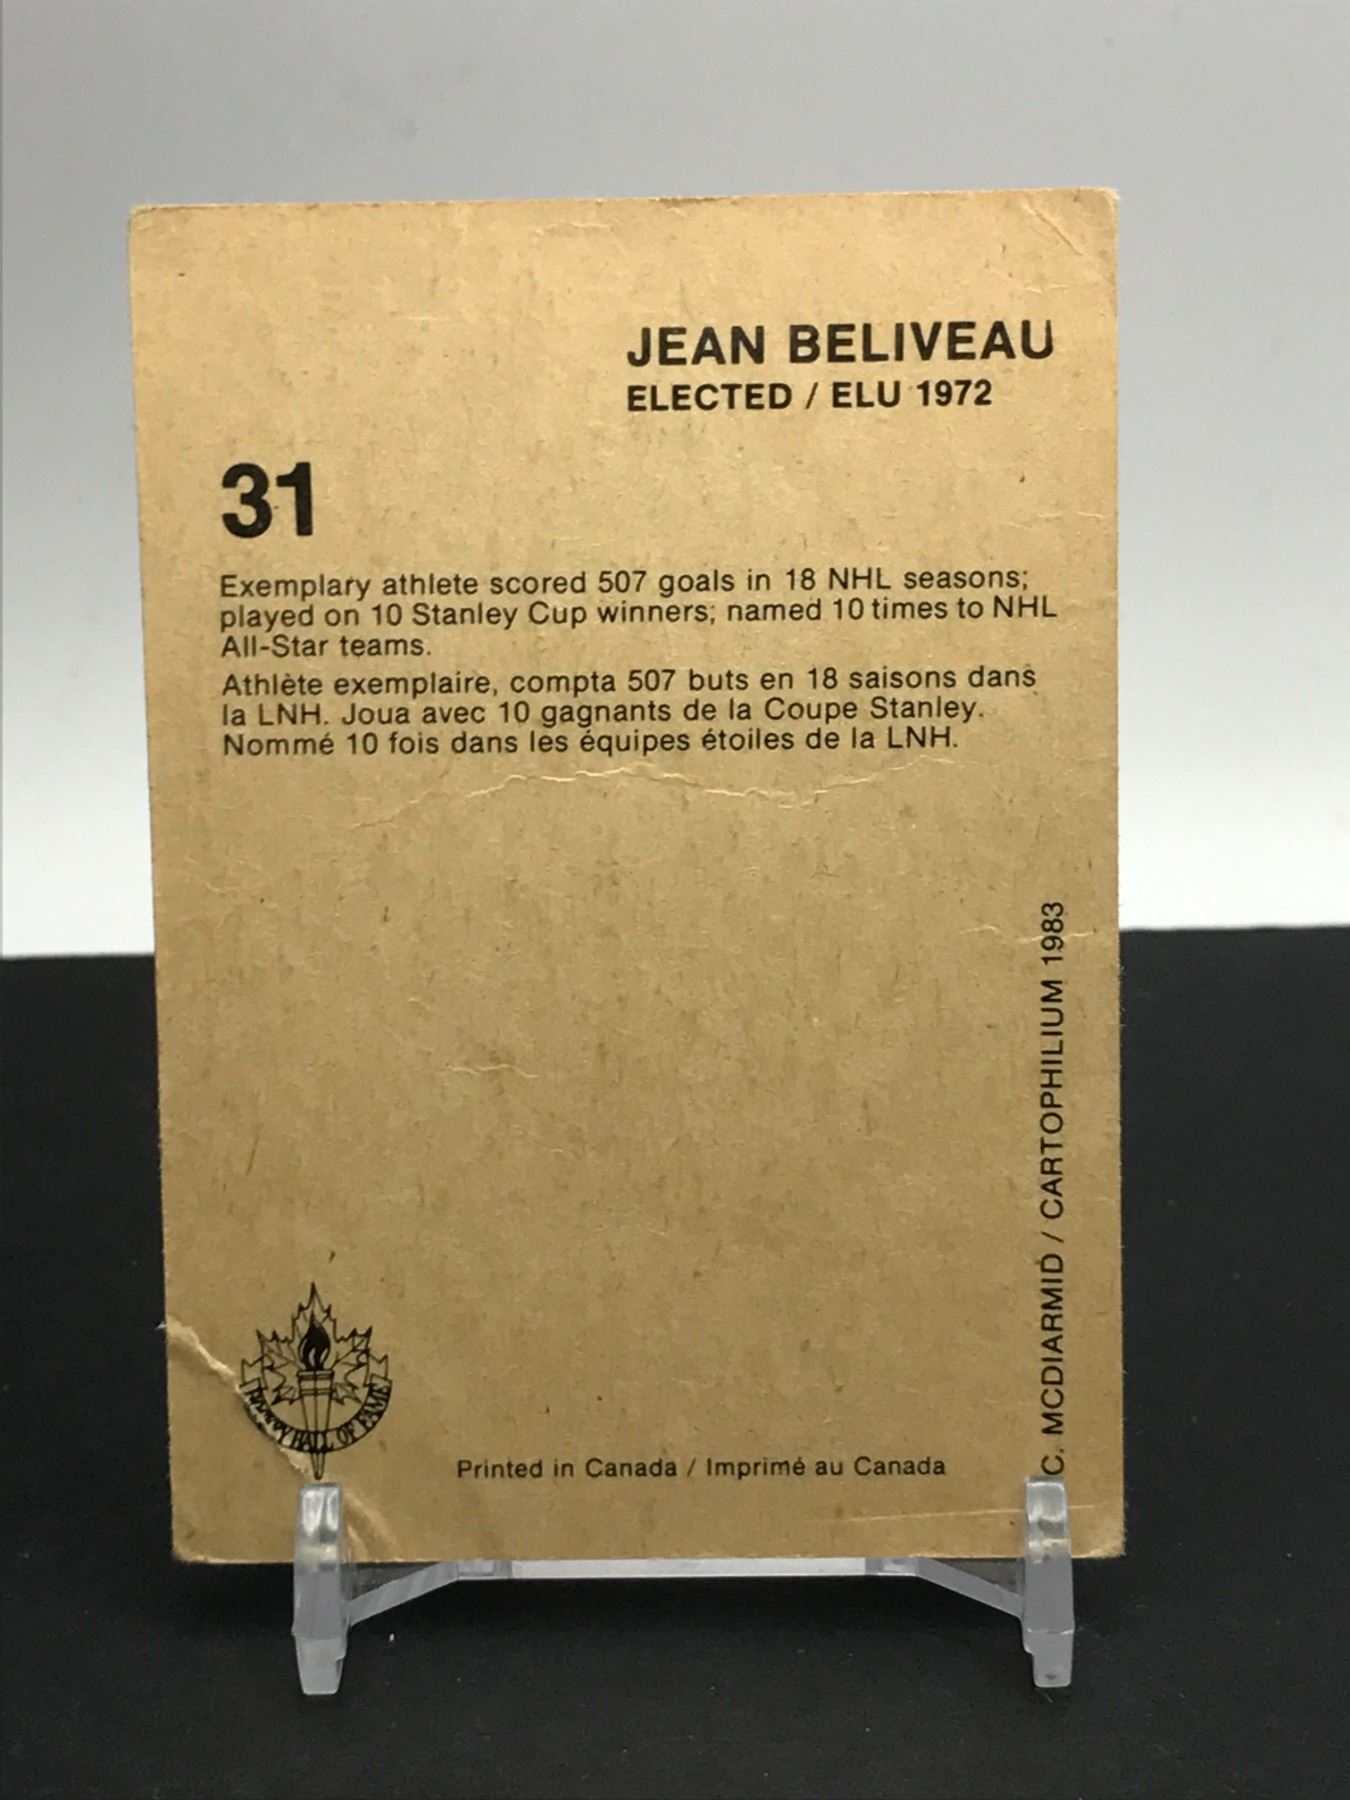 JEAN BELIVEAU
ELECTED / ELU 1972
31
Exemplary athlete scored 507 goals in 18 NHL seasons;
played on 10 Stanley Cup winners; named 10 times to NHL
All-Star teams.
Athlète exemplaire, compta 507 buts en 18 saisons dans
la LNH. Joua avec 10 gagnants de la Coupe Stanley.
Nommé 10 fois dans les équipes étoiles de la LNH.
C. MCDIARMID / CARTOPHILIUM 1983
HALL OF FAME
Printed in Canada / Imprimé au Canada